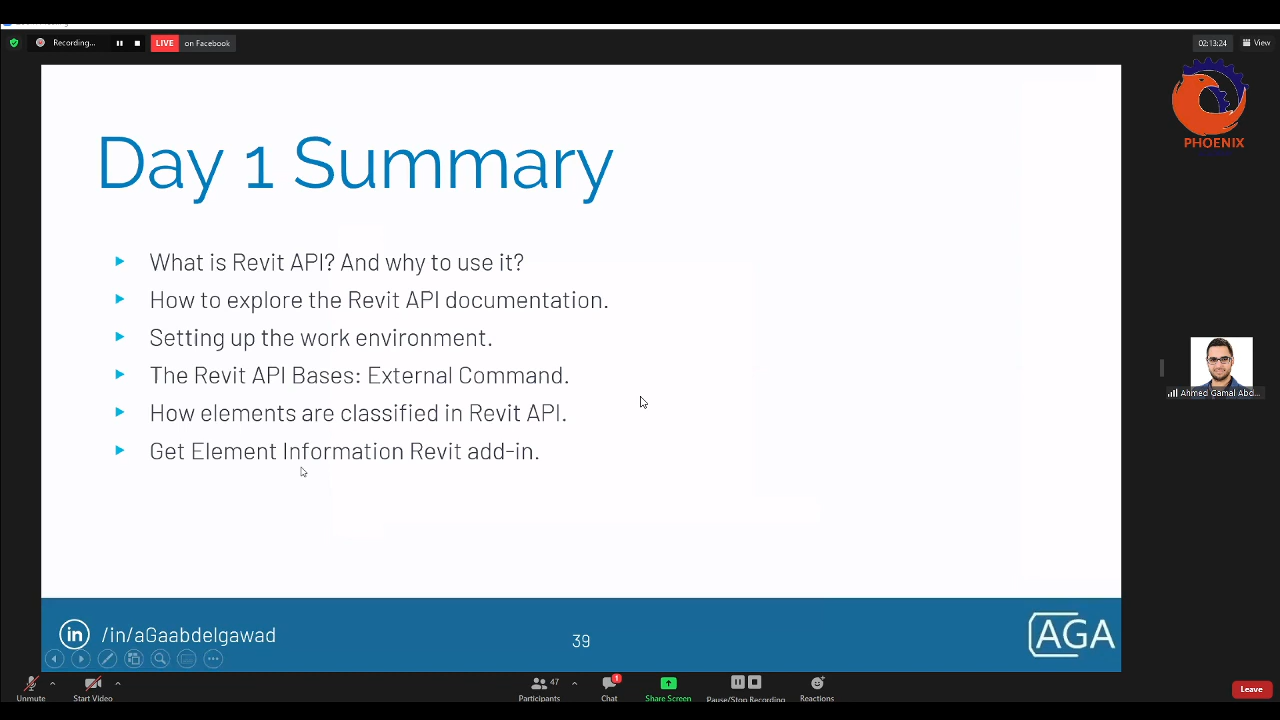 Recording...
LIVE
on Facebook
02:13:24
View
PHOENIX
Day 1 Summary
What is Revit API? And why to use it?
How to explore the Revit API documentation.
Setting up the work environment.
The Revit API Bases: External Command.
How elements are classified in Revit API.
Get Element Information Revit add-in.
Ahmed Gamal Abd...
in /in/aGaabdelgawad
39
AGA
Unmute
Start Video
Participants
47
Chat
1
Share Screen
Pause/Stop Recording
Reactions
Leave